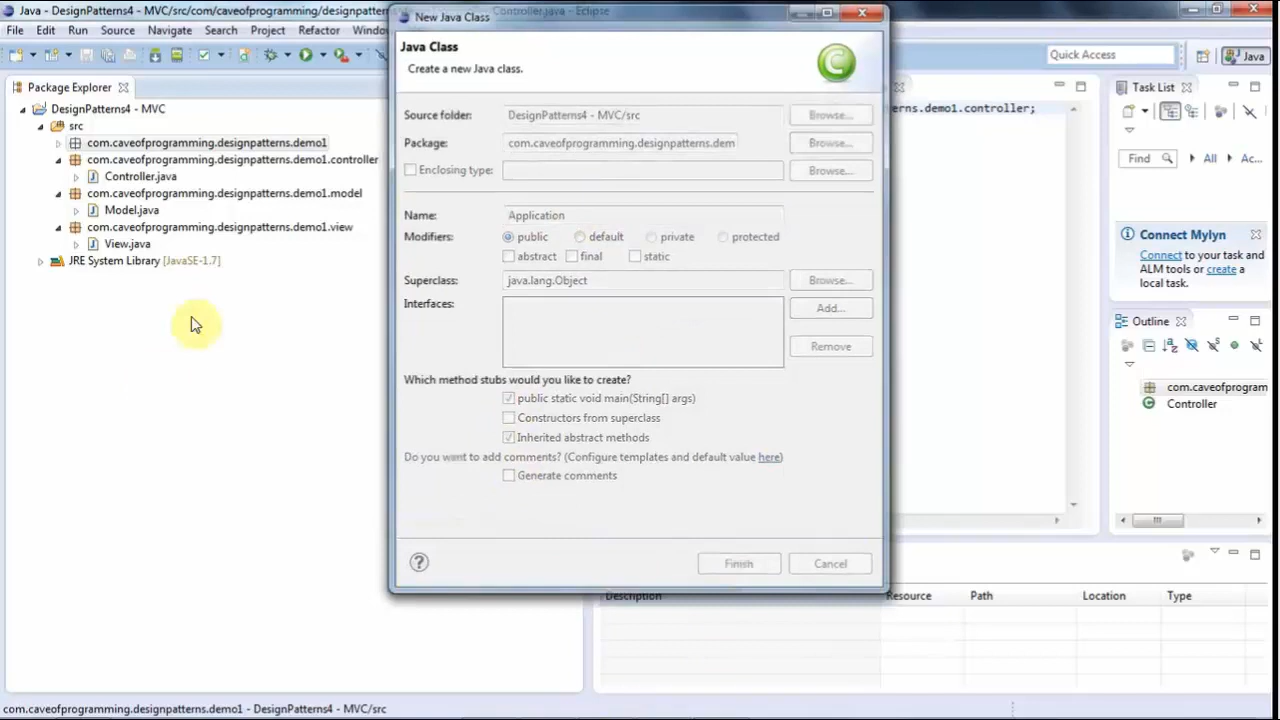 Java - DesignPatterns4 - MVC/src/com/caveofprogramming/designpatterns
Controller.java - Eclipse
File Edit Run Source Navigate Search Project Refactor Window
Quick Access
Java
Package Explorer
DesignPatterns4 - MVC
src
com.caveofprogramming.designpatterns.demo1
com.caveofprogramming.designpatterns.demo1.controller
Controller.java
com.caveofprogramming.designpatterns.demo1.model
Model.java
com.caveofprogramming.designpatterns.demo1.view
View.java
JRE System Library [JavaSE-1.7]
New Java Class
Java Class
Create a new Java class.
Source folder: DesignPatterns4 - MVC/src Browse...
Package: com.caveofprogramming.designpatterns.dem Browse...
Enclosing type: Browse...
Name: Application
Modifiers: public default private protected
abstract final static
Superclass: java.lang.Object Browse...
Interfaces: Add...
Remove
Which method stubs would you like to create?
public static void main(String[] args)
Constructors from superclass
Inherited abstract methods
Do you want to add comments? (Configure templates and default value here)
Generate comments
? Finish Cancel
rns.demo1.controller;
Task List
Find All Ac...
Connect Mylyn
Connect to your task and
ALM tools or create a
local task.
Outline
com.caveofprogram
Controller
Description Resource Path Location Type
com.caveofprogramming.designpatterns.demo1 - DesignPatterns4 - MVC/src